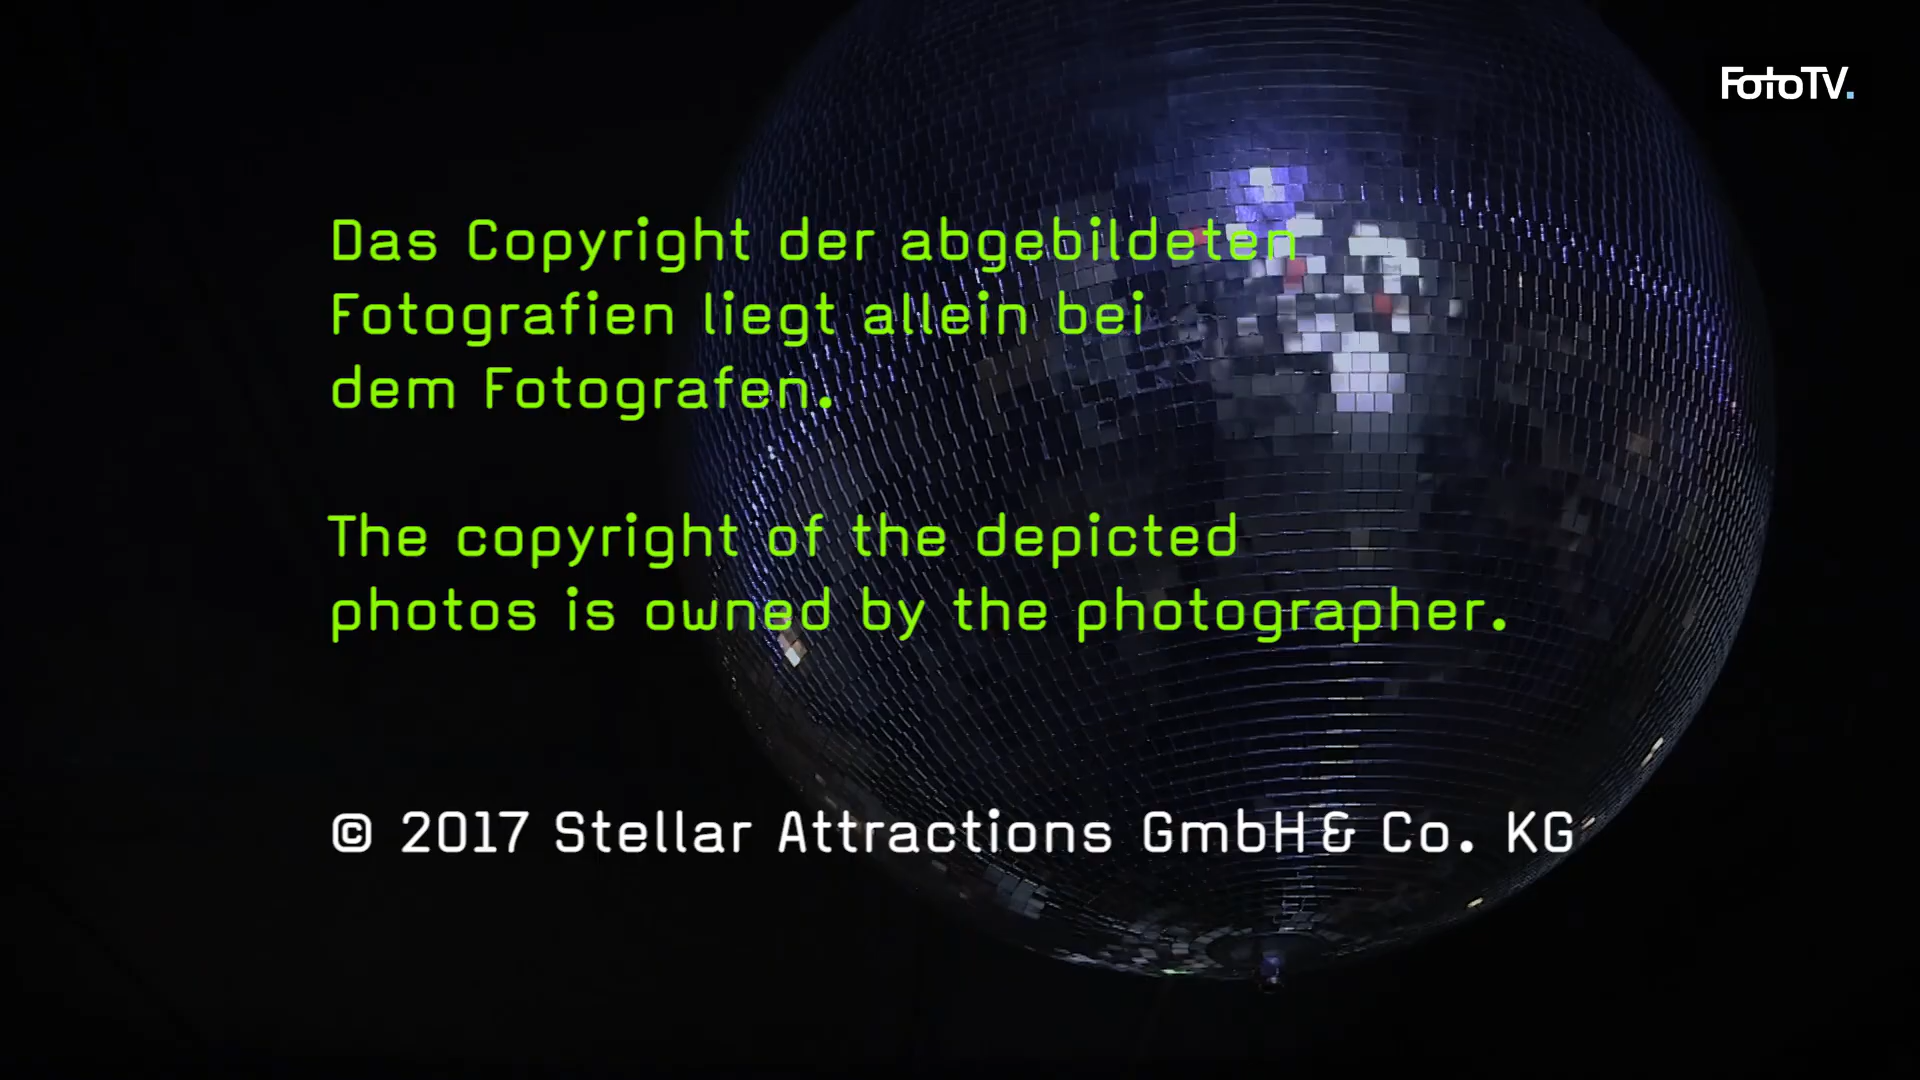 FotoTV.
Das Copyright der abgebildeten
Fotografien liegt allein bei
dem Fotografen.
The copyright of the depicted
photos is owned by the photographer.
© 2017 Stellar Attractions GmbH & Co. KG